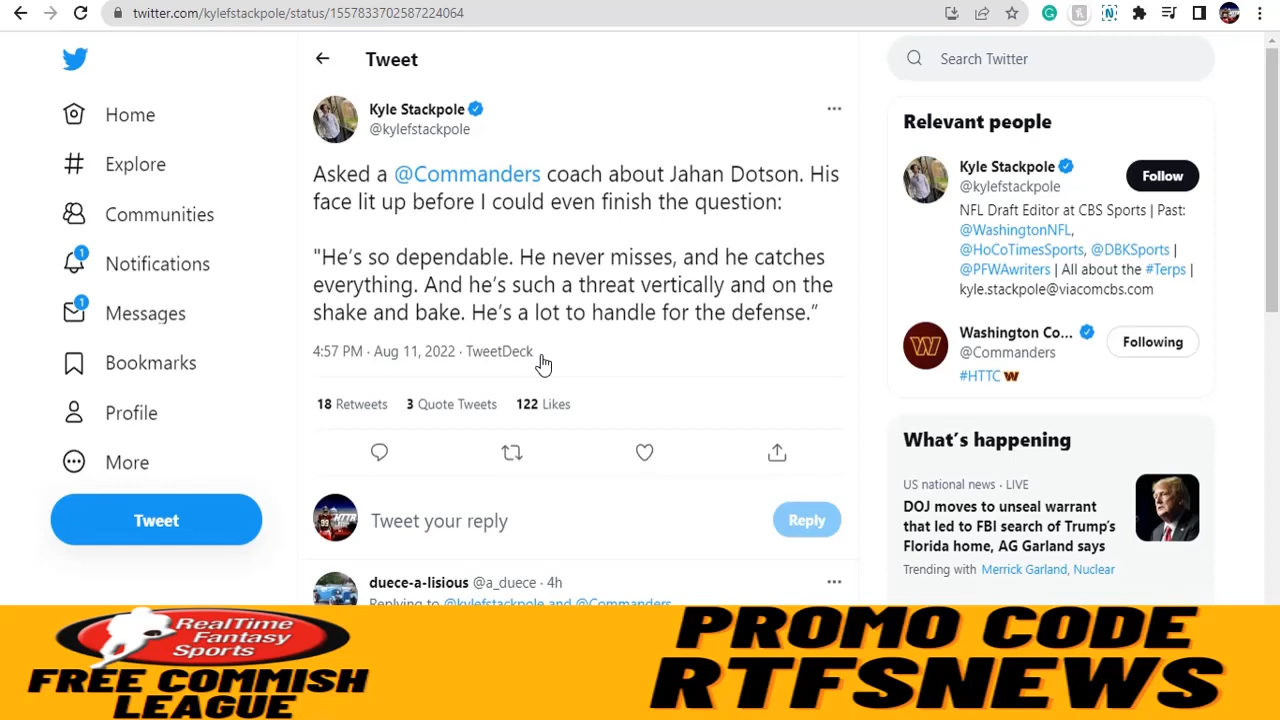 twitter.com/kylefstackpole/status/1557833702587224064
Home
Explore
Communities
1
Notifications
1
Messages
Bookmarks
Profile
More
Tweet
Tweet
Kyle Stackpole
@kylefstackpole
Asked a @Commanders coach about Jahan Dotson. His
face lit up before I could even finish the question:
"He's so dependable. He never misses, and he catches
everything. And he's such a threat vertically and on the
shake and bake. He's a lot to handle for the defense."
4:57 PM · Aug 11, 2022 · TweetDeck
18 Retweets 3 Quote Tweets 122 Likes
Tweet your reply
Reply
duece-a-lisious @a_duece · 4h
Replying to @kylefstackpole and @Commanders
Search Twitter
Relevant people
Kyle Stackpole
@kylefstackpole
Follow
NFL Draft Editor at CBS Sports | Past:
@WashingtonNFL,
@HoCoTimesSports, @DBKSports |
@PFWAwriters | All about the #Terps |
kyle.stackpole@viacomcbs.com
Washington Co...
@Commanders
Following
#HTTC
What's happening
US national news · LIVE
DOJ moves to unseal warrant
that led to FBI search of Trump's
Florida home, AG Garland says
Trending with Merrick Garland, Nuclear
RealTime
Fantasy
Sports
FREE COMMISH
LEAGUE
PROMO CODE
RTFSNEWS